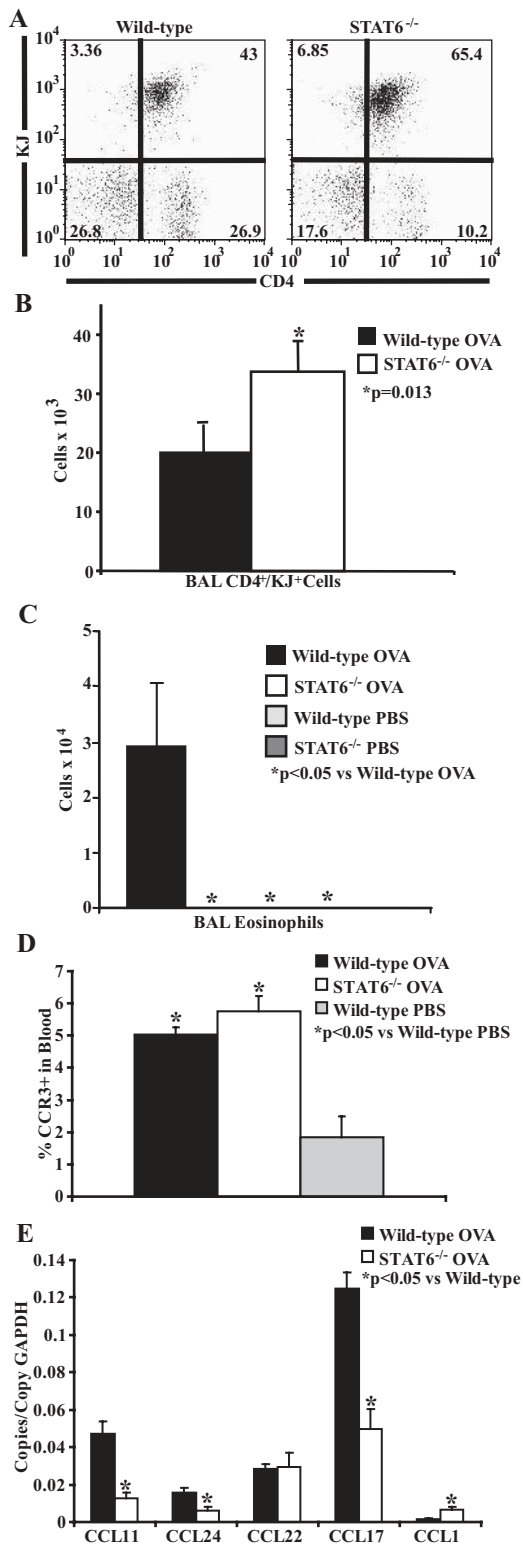 A
Wild-type
STAT6-/-
10^4
10^3
10^2
10^1
10^0
KJ
3.36
43
26.8
26.9
6.85
65.4
17.6
10.2
10^0 10^1 10^2 10^3 10^4
10^0 10^1 10^2 10^3 10^4
CD4
B
40
30
20
10
0
Cells x 10^3
*
Wild-type OVA
STAT6-/- OVA
*p=0.013
BAL CD4+/KJ+Cells
C
5
4
3
2
1
0
Cells x 10^4
Wild-type OVA
STAT6-/- OVA
Wild-type PBS
STAT6-/- PBS
*p<0.05 vs Wild-type OVA
* * *
BAL Eosinophils
D
7
6
5
4
3
2
1
0
% CCR3+ in Blood
* *
Wild-type OVA
STAT6-/- OVA
Wild-type PBS
*p<0.05 vs Wild-type PBS
E
0.14
0.12
0.1
0.08
0.06
0.04
0.02
0
Copies/Copy GAPDH
Wild-type OVA
STAT6-/- OVA
*p<0.05 vs Wild-type
* * * *
CCL11 CCL24 CCL22 CCL17 CCL1